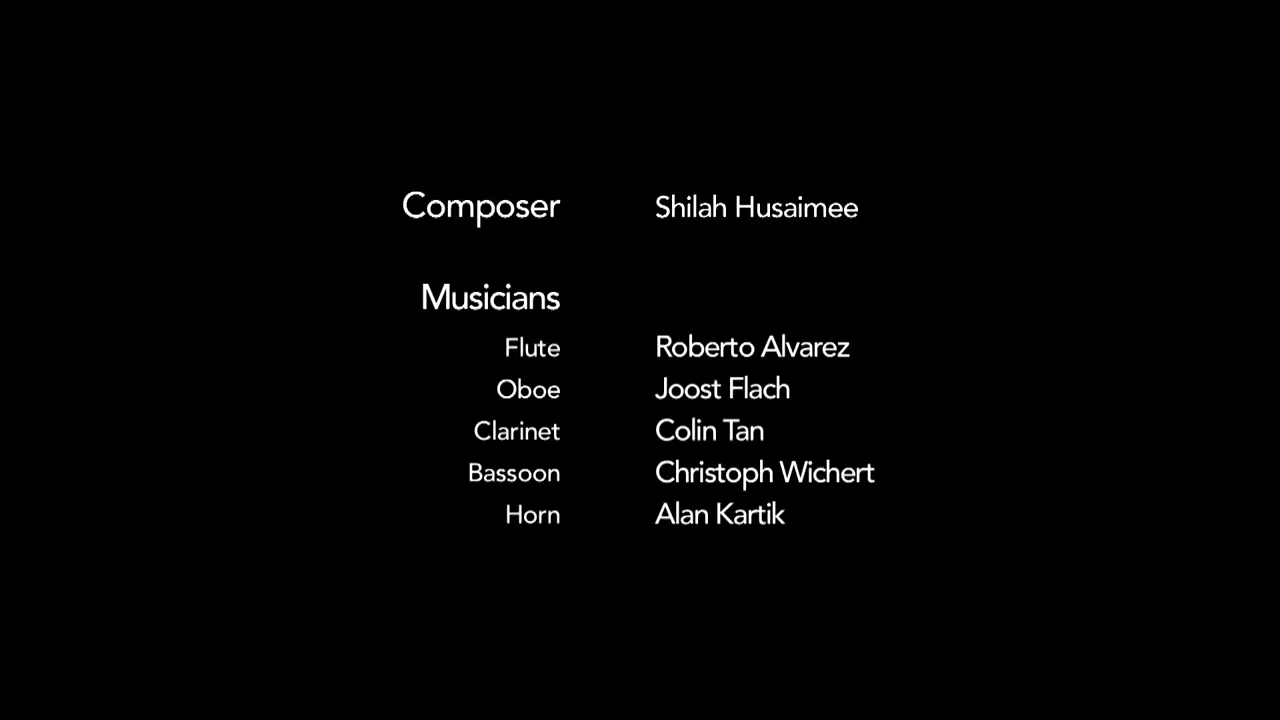 Composer Shilah Husaimee
Musicians
Flute Roberto Alvarez
Oboe Joost Flach
Clarinet Colin Tan
Bassoon Christoph Wichert
Horn Alan Kartik